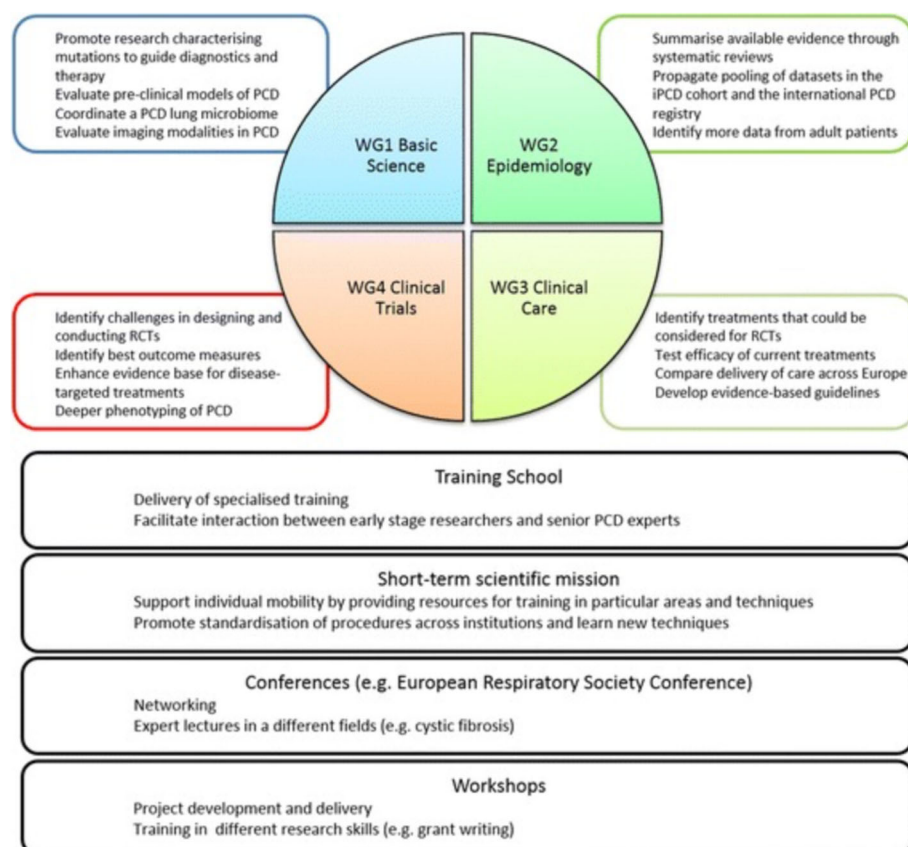 Promote research characterising
mutations to guide diagnostics and
therapy
Evaluate pre-clinical models of PCD
Coordinate a PCD lung microbiome
Evaluate imaging modalities in PCD
WG1 Basic
Science
WG2
Epidemiology
Summarise available evidence through
systematic reviews
Propagate pooling of datasets in the
iPCD cohort and the international PCD
registry
Identify more data from adult patients
Identify challenges in designing and
conducting RCTs
Identify best outcome measures
Enhance evidence base for disease-
targeted treatments
Deeper phenotyping of PCD
WG4 Clinical
Trials
WG3 Clinical
Care
Identify treatments that could be
considered for RCTs
Test efficacy of current treatments
Compare delivery of care across Europe
Develop evidence-based guidelines
Training School
Delivery of specialised training
Facilitate interaction between early stage researchers and senior PCD experts
Short-term scientific mission
Support individual mobility by providing resources for training in particular areas and techniques
Promote standardisation of procedures across institutions and learn new techniques
Conferences (e.g. European Respiratory Society Conference)
Networking
Expert lectures in a different fields (e.g. cystic fibrosis)
Workshops
Project development and delivery
Training in different research skills (e.g. grant writing)